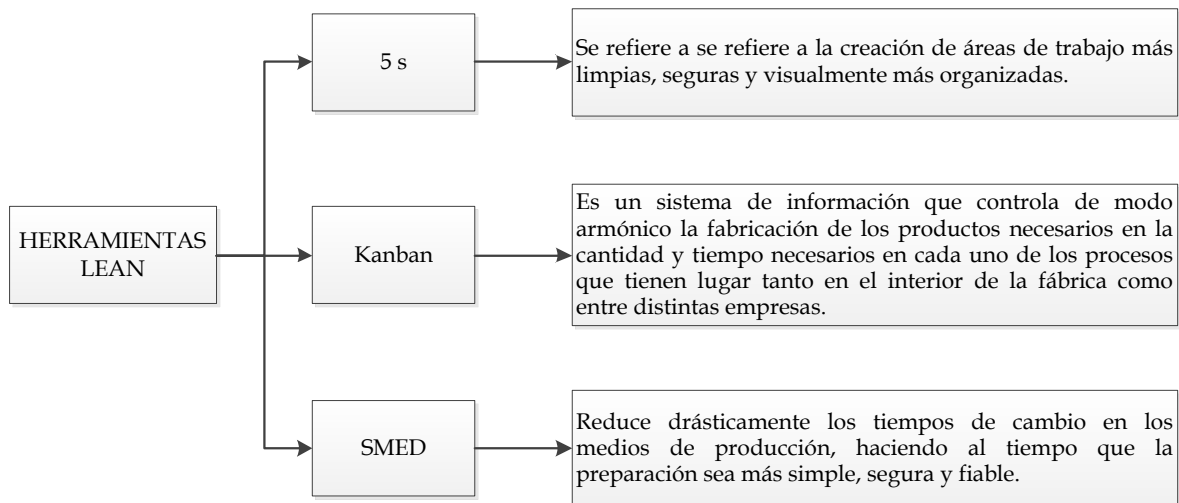 5 s
Se refiere a se refiere a la creación de áreas de trabajo más
limpias, seguras y visualmente más organizadas.
HERRAMIENTAS
LEAN
Kanban
Es un sistema de información que controla de modo
armónico la fabricación de los productos necesarios en la
cantidad y tiempo necesarios en cada uno de los procesos
que tienen lugar tanto en el interior de la fábrica como
entre distintas empresas.
SMED
Reduce drásticamente los tiempos de cambio en los
medios de producción, haciendo al tiempo que la
preparación sea más simple, segura y fiable.